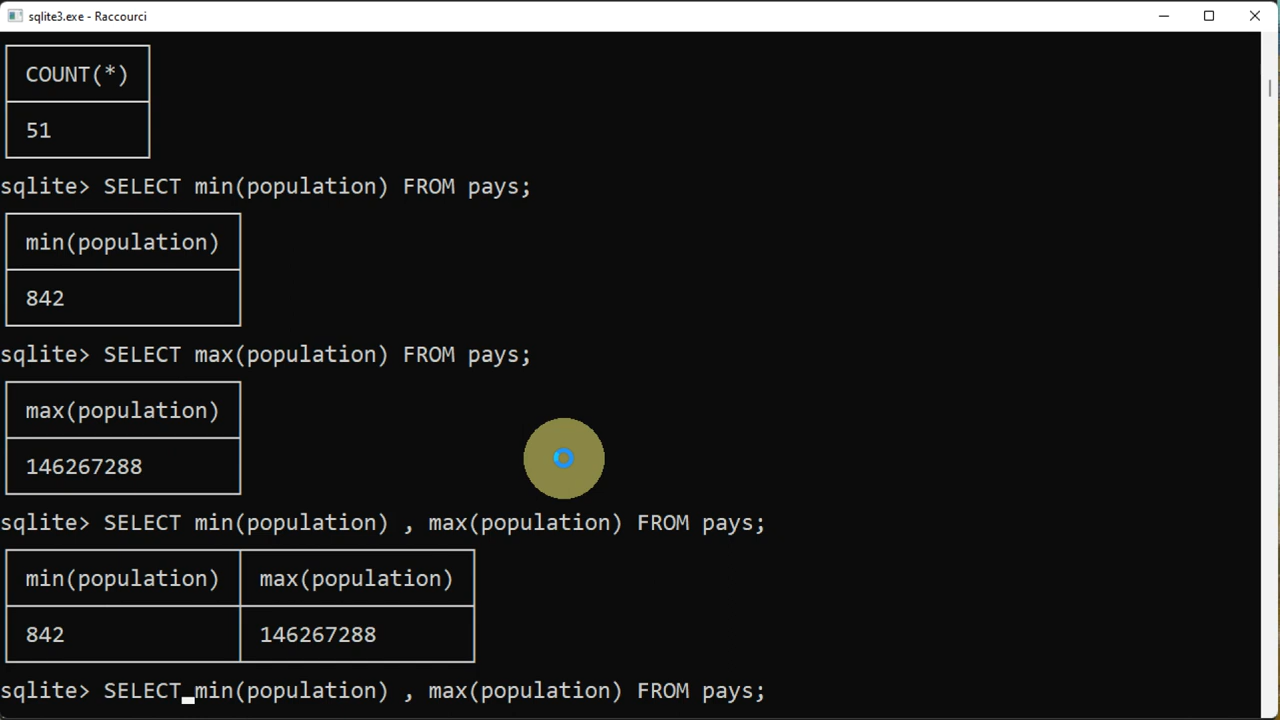 sqlite3.exe - Raccourci
COUNT(*)
51
sqlite> SELECT min(population) FROM pays;
min(population)
842
sqlite> SELECT max(population) FROM pays;
max(population)
146267288
sqlite> SELECT min(population) , max(population) FROM pays;
min(population) max(population)
842 146267288
sqlite> SELECT min(population) , max(population) FROM pays;